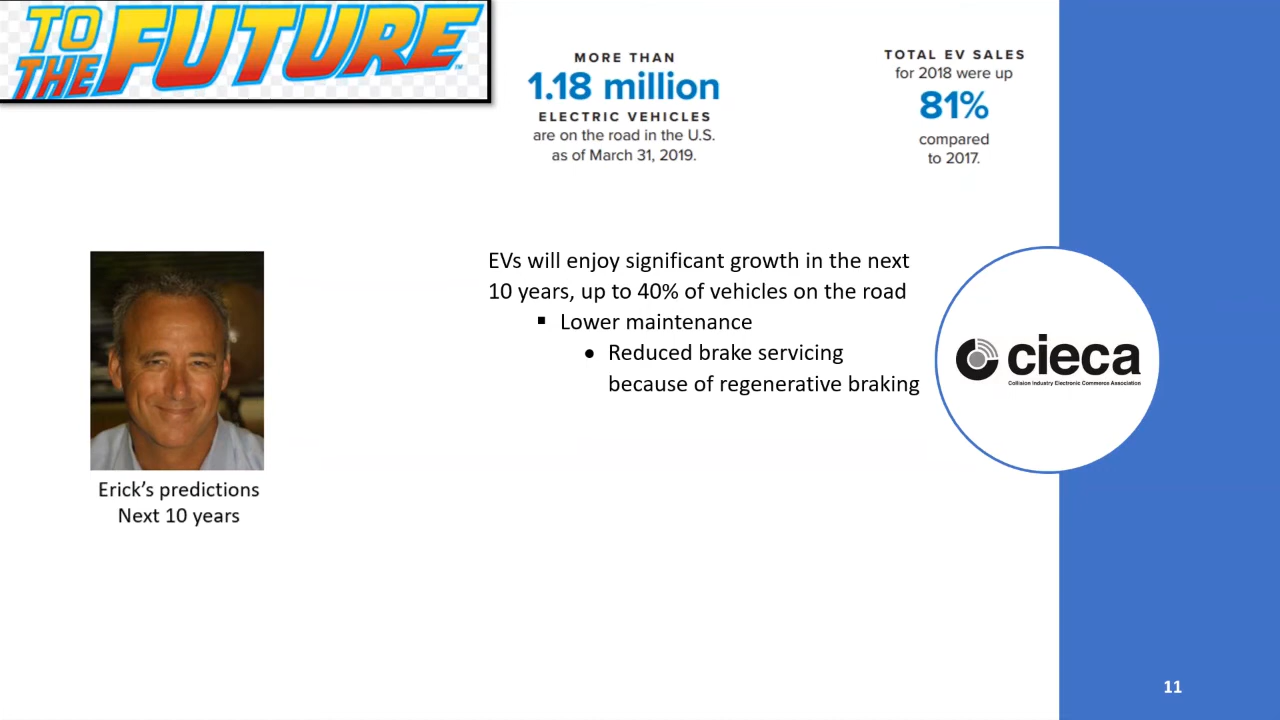 TO
THE FUTURE™
MORE THAN
1.18 million
ELECTRIC VEHICLES
are on the road in the U.S.
as of March 31, 2019.
TOTAL EV SALES
for 2018 were up
81%
compared
to 2017.
EVs will enjoy significant growth in the next
10 years, up to 40% of vehicles on the road
▪ Lower maintenance
• Reduced brake servicing
because of regenerative braking
cieca
Collision Industry Electronic Commerce Association
Erick’s predictions
Next 10 years
11